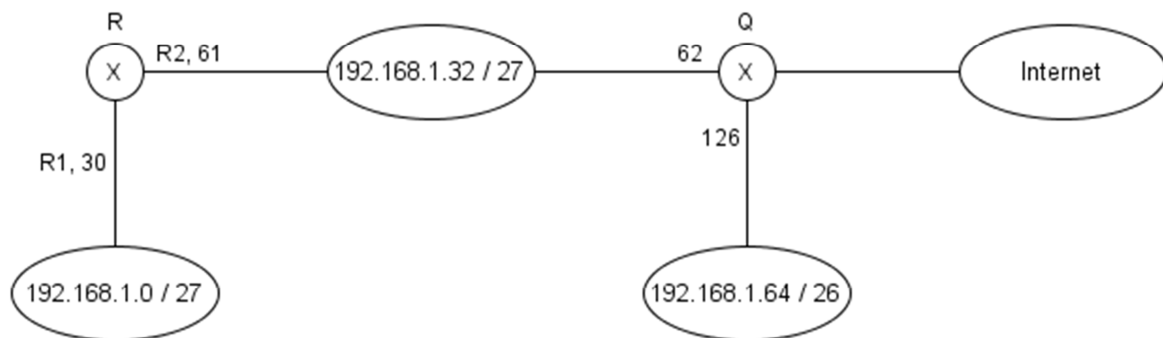 R
Q
R2, 61
192.168.1.32 / 27
62
X
X
Internet
126
R1, 30
192.168.1.0 / 27
192.168.1.64 / 26